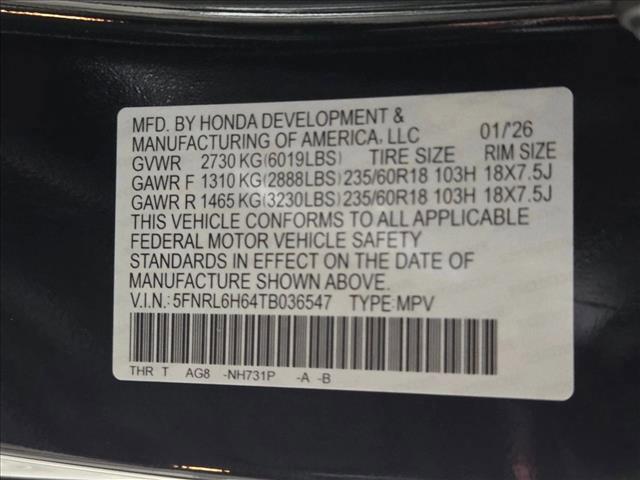 MFD. BY HONDA DEVELOPMENT &
MANUFACTURING OF AMERICA, LLC 01/'26
GVWR 2730 KG(6019LBS) TIRE SIZE RIM SIZE
GAWR F 1310 KG(2888LBS) 235/60R18 103H 18X7.5J
GAWR R 1465 KG(3230LBS) 235/60R18 103H 18X7.5J
THIS VEHICLE CONFORMS TO ALL APPLICABLE
FEDERAL MOTOR VEHICLE SAFETY
STANDARDS IN EFFECT ON THE DATE OF
MANUFACTURE SHOWN ABOVE.
V.I.N.: 5FNRL6H64TB036547 TYPE:MPV
THR T AG8 -NH731P -A -B